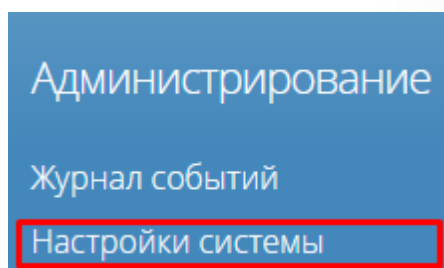 Администрирование
Журнал событий
Настройки системы